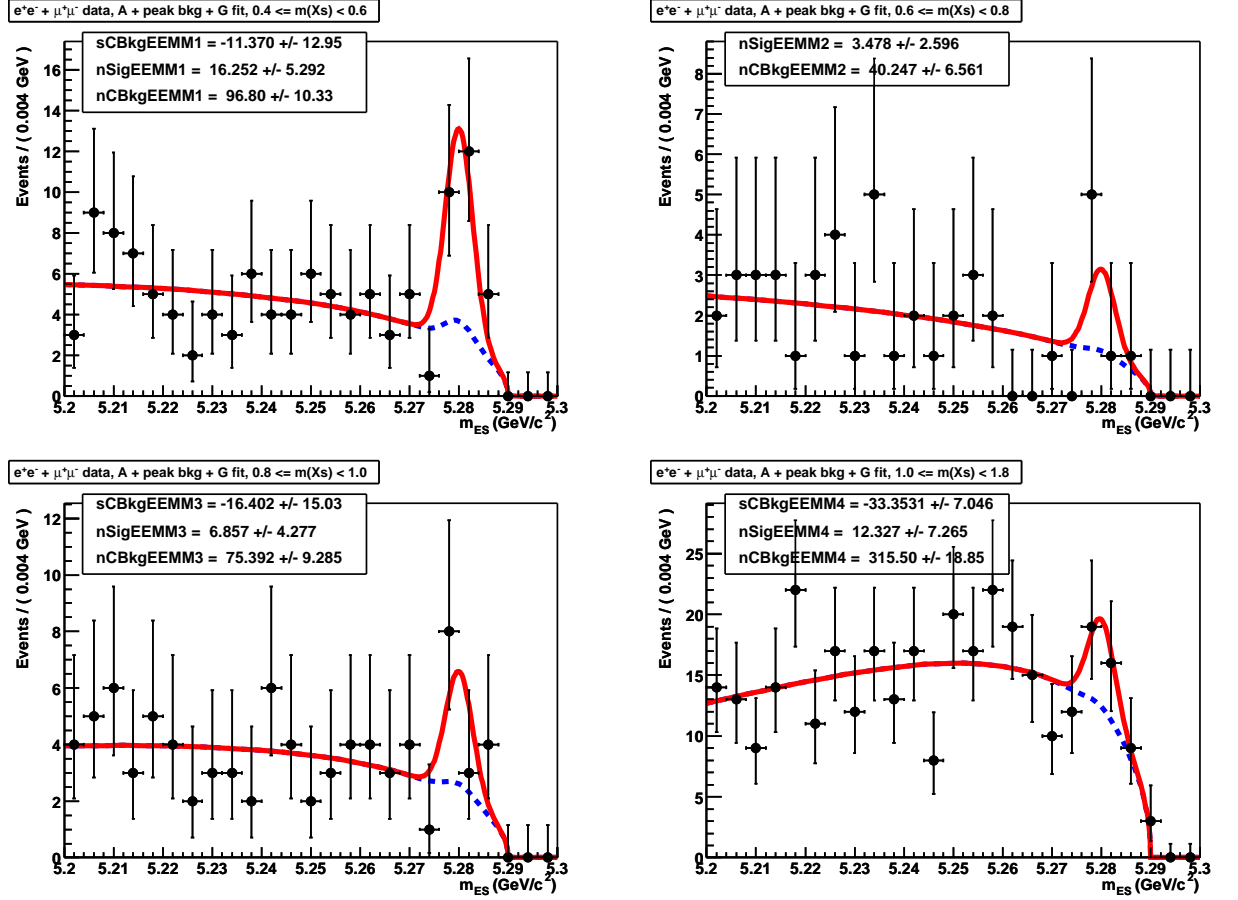 e⁺e⁻ + μ⁺μ⁻ data, A + peak bkg + G fit, 0.4 <= m(Xs) < 0.6
sCBkgEEMM1 = -11.370 +/- 12.95
nSigEEMM1 = 16.252 +/- 5.292
nCBkgEEMM1 = 96.80 +/- 10.33
Events / ( 0.004 GeV )
16
14
12
10
8
6
4
2
0
5.2 5.21 5.22 5.23 5.24 5.25 5.26 5.27 5.28 5.29 5.3
m_ES (GeV/c²)
e⁺e⁻ + μ⁺μ⁻ data, A + peak bkg + G fit, 0.6 <= m(Xs) < 0.8
nSigEEMM2 = 3.478 +/- 2.596
nCBkgEEMM2 = 40.247 +/- 6.561
Events / ( 0.004 GeV )
8
7
6
5
4
3
2
1
0
5.2 5.21 5.22 5.23 5.24 5.25 5.26 5.27 5.28 5.29 5.3
m_ES (GeV/c²)
e⁺e⁻ + μ⁺μ⁻ data, A + peak bkg + G fit, 0.8 <= m(Xs) < 1.0
sCBkgEEMM3 = -16.402 +/- 15.03
nSigEEMM3 = 6.857 +/- 4.277
nCBkgEEMM3 = 75.392 +/- 9.285
Events / ( 0.004 GeV )
12
10
8
6
4
2
0
5.2 5.21 5.22 5.23 5.24 5.25 5.26 5.27 5.28 5.29 5.3
m_ES (GeV/c²)
e⁺e⁻ + μ⁺μ⁻ data, A + peak bkg + G fit, 1.0 <= m(Xs) < 1.8
sCBkgEEMM4 = -33.3531 +/- 7.046
nSigEEMM4 = 12.327 +/- 7.265
nCBkgEEMM4 = 315.50 +/- 18.85
Events / ( 0.004 GeV )
25
20
15
10
5
0
5.2 5.21 5.22 5.23 5.24 5.25 5.26 5.27 5.28 5.29 5.3
m_ES (GeV/c²)